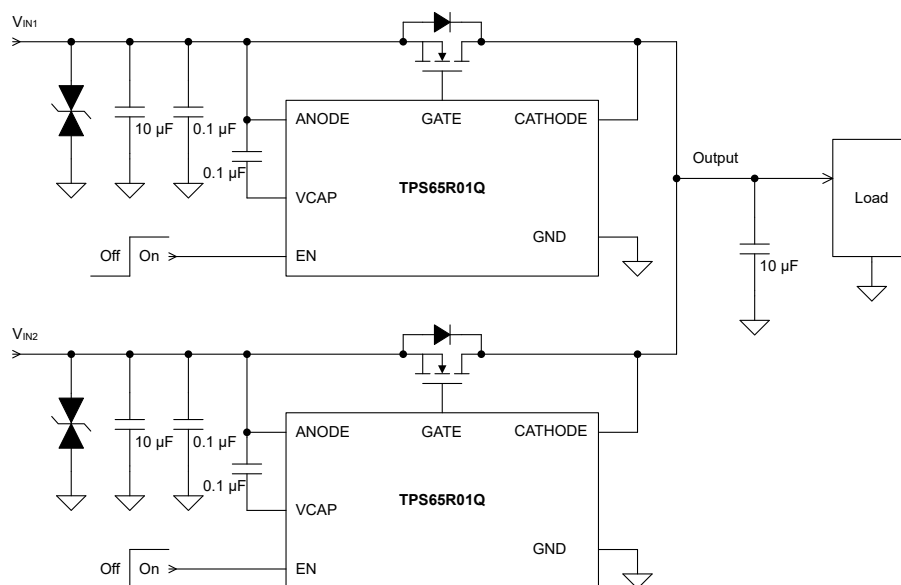 VIN1
ANODE GATE CATHODE
10 µF 0.1 µF
0.1 µF
TPS65R01Q
VCAP
Output
Load
GND
Off On EN
10 µF
VIN2
ANODE GATE CATHODE
10 µF 0.1 µF
0.1 µF
TPS65R01Q
VCAP
GND
Off On EN